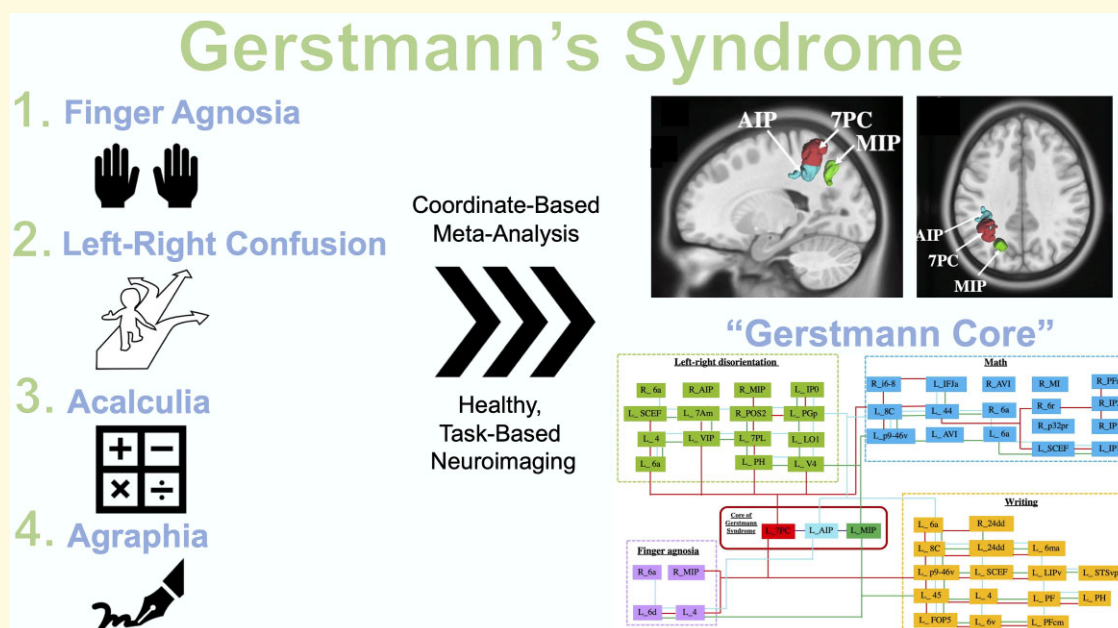 Gerstmann's Syndrome
1. Finger Agnosia
2. Left-Right Confusion
3. Acalculia
4. Agraphia
Coordinate-Based
Meta-Analysis
Healthy,
Task-Based
Neuroimaging
AIP
7PC
MIP
AIP
7PC
MIP
“Gerstmann Core”
Left-right disorientation
R_6a R_AIP R_MIP L_IP0
L_SCEF L_7Am R_POS2 L_PGp
L_4 L_VIP L_7PL L_LO1
L_6a L_PH L_V4
Math
R_i6-8 L_IFJa R_AVI R_MI
L_8C L_44 R_6a R_6r
L_p9-46v L_AVI L_6a R_p32pr
L_SCEF
Core of
Gerstmann
Syndrome
L_7PC L_AIP L_MIP
Finger agnosia
R_6a R_MIP
L_6d L_4
Writing
L_6a R_24dd
L_8C L_24dd L_6ma
L_p9-46v L_SCEF L_LIPv L_STSvp
L_45 L_4 L_PF L_PH
L_FOP5 L_6v L_PFcm